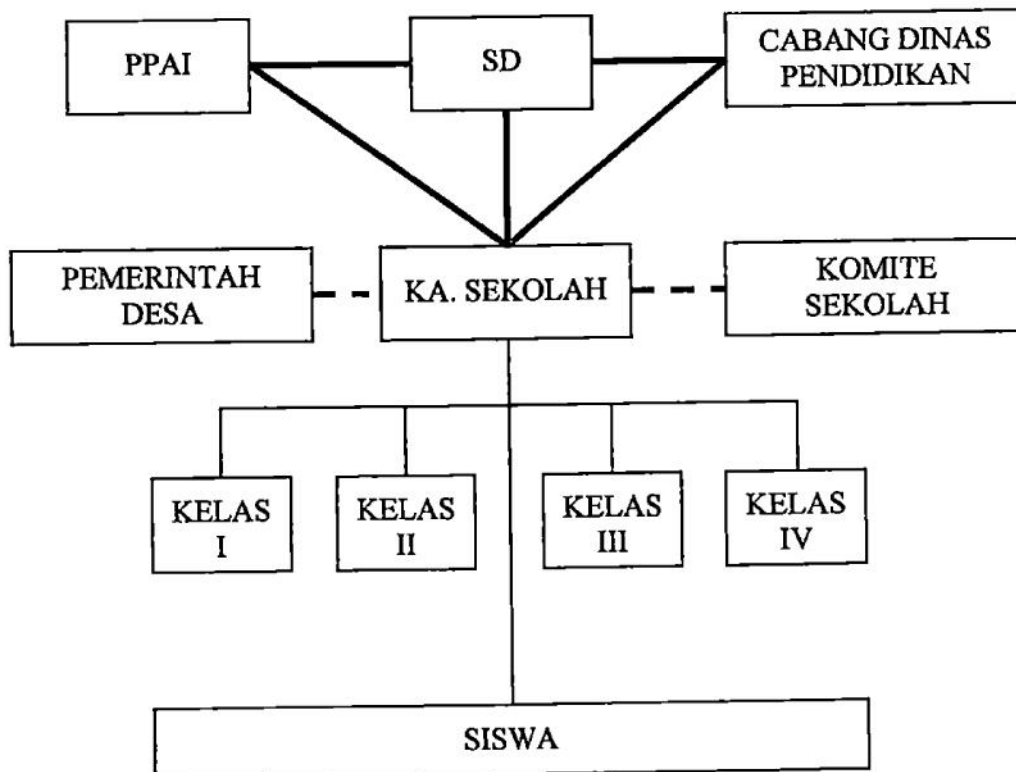 PPAI
SD
CABANG DINAS
PENDIDIKAN
PEMERINTAH
DESA
KA. SEKOLAH
KOMITE
SEKOLAH
KELAS
I
KELAS
II
KELAS
III
KELAS
IV
SISWA